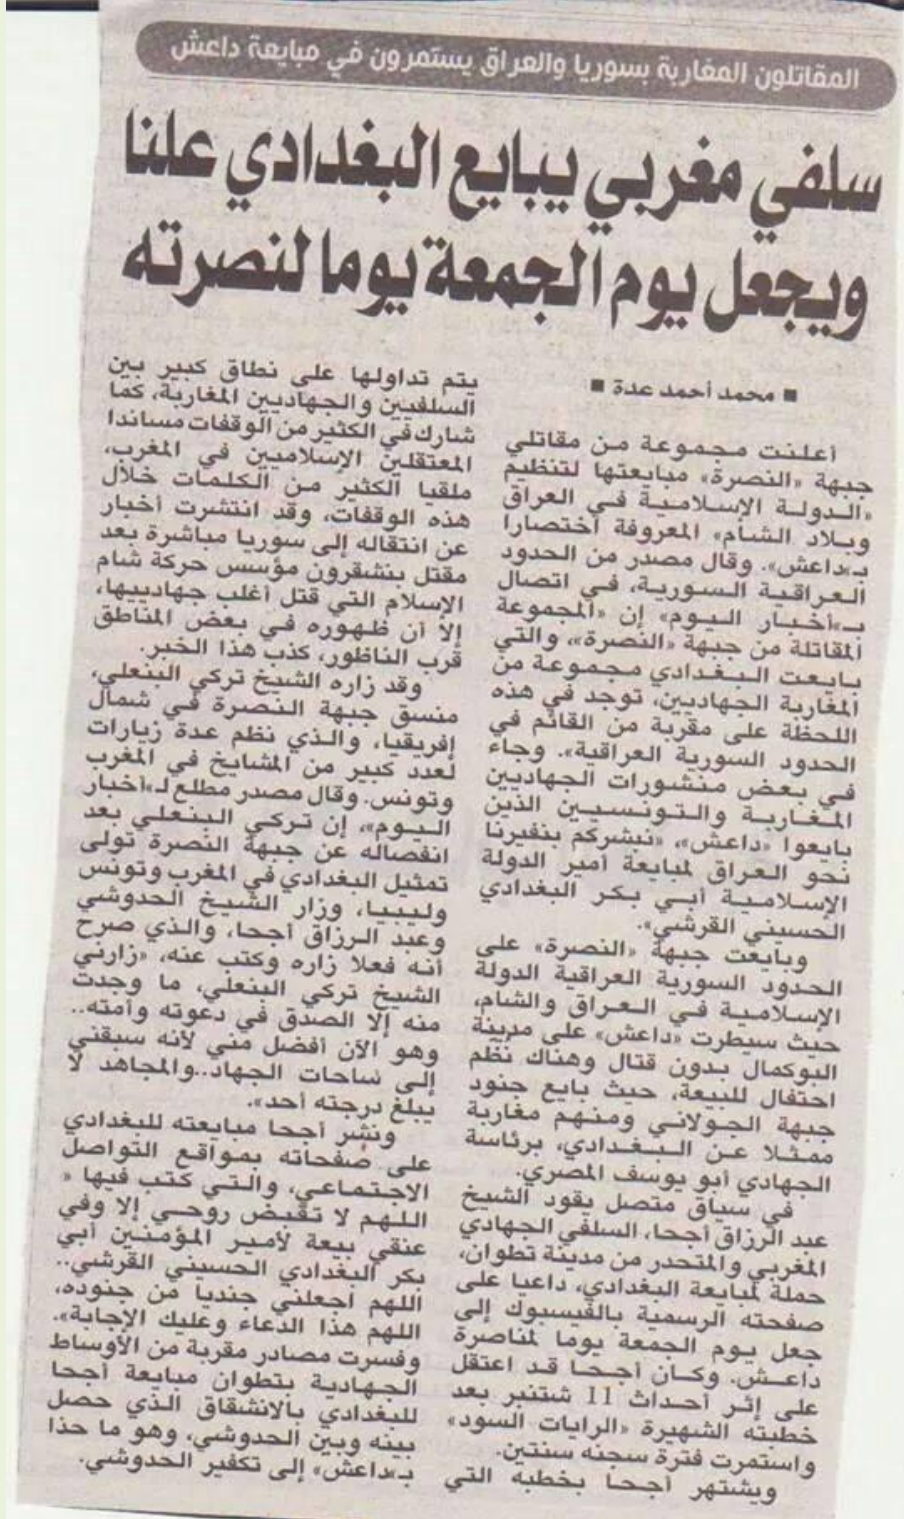 المقاتلون المغاربة بسوريا والعراق يستمرون في مبايعة داعش
سلفي مغربي يبايع البغدادي علنا
ويجعل يوم الجمعة يوما لنصرته
■ محمد أحمد عدة ■
أعلنت مجموعة من مقاتلي
جبهة «النصرة» مبايعتها لتنظيم
«الدولة الإسلامية في العراق
وبلاد الشام» المعروفة اختصارا
بـ«داعش». وقال مصدر من الحدود
العراقية السورية، في اتصال
بـ«أخبار اليوم» إن «المجموعة
المقاتلة من جبهة «النصرة»، والتي
بايعت البغدادي مجموعة من
المغاربة الجهاديين، توجد في هذه
اللحظة على مقربة من القائم في
الحدود السورية العراقية». وجاء
في بعض منشورات الجهاديين
المغاربة والتونسيين الذين
بايعوا «داعش»، «نبشركم بنفيرنا
نحو العراق لمبايعة أمير الدولة
الإسلامية أبي بكر البغدادي
الحسيني القرشي».
وبايعت جبهة «النصرة» على
الحدود السورية العراقية الدولة
الإسلامية في العراق والشام،
حيث سيطرت «داعش» على مدينة
البوكمال بدون قتال وهناك نُظم
احتفال للبيعة، حيث بايع جنود
جبهة الجولاني ومنهم مغاربة
ممثلا عن البغدادي، برئاسة
الجهادي أبو يوسف المصري.
في سياق متصل يقود الشيخ
عبد الرزاق أجحا، السلفي الجهادي
المغربي والمتحدر من مدينة تطوان،
حملة لمبايعة البغدادي، داعيا على
صفحته الرسمية بالفيسبوك إلى
جعل يوم الجمعة يوما لمناصرة
داعش. وكان أجحا قد اعتقل
على إثر أحداث 11 شتنبر بعد
خطبته الشهيرة «الرايات السود»
واستمرت فترة سجنه سنتين.
ويشتهر أجحا بخطبه التي
يتم تداولها على نطاق كبير بين
السلفيين والجهاديين المغاربة، كما
شارك في الكثير من الوقفات مساندا
المعتقلين الإسلاميين في المغرب،
ملقيا الكثير من الكلمات خلال
هذه الوقفات، وقد انتشرت أخبار
عن انتقاله إلى سوريا مباشرة بعد
مقتل بنشقرون مؤسس حركة شام
الإسلام التي قتل أغلب جهادييها،
إلا أن ظهوره في بعض المناطق
قرب الناظور، كذب هذا الخبر.
وقد زاره الشيخ تركي البنعلي،
منسق جبهة النصرة في شمال
إفريقيا، والذي نظم عدة زيارات
لعدد كبير من المشايخ في المغرب
وتونس. وقال مصدر مطلع لـ«أخبار
اليوم»، إن تركي البنعلي بعد
انفصاله عن جبهة النصرة تولى
تمثيل البغدادي في المغرب وتونس
وليبيا، وزار الشيخ الحدوشي
وعبد الرزاق أجحا، والذي صرح
أنه فعلا زاره وكتب عنه، «زارني
الشيخ تركي البنعلي، ما وجدت
منه إلا الصدق في دعوته وأمته..
وهو الآن أفضل مني لأنه سبقني
إلى ساحات الجهاد..والمجاهد لا
يبلغ درجته أحد».
ونشر أجحا مبايعته للبغدادي
على صفحاته بمواقع التواصل
الاجتماعي، والتي كتب فيها «
اللهم لا تقبض روحي إلا وفي
عنقي بيعة لأمير المؤمنين أبي
بكر البغدادي الحسيني القرشي..
اللهم اجعلني جنديا من جنوده،
اللهم هذا الدعاء وعليك الإجابة».
وفسرت مصادر مقربة من الأوساط
الجهادية بتطوان مبايعة أجحا
للبغدادي بالانشقاق الذي حصل
بينه وبين الحدوشي، وهو ما حذا
بـ«داعش» إلى تكفير الحدوشي.